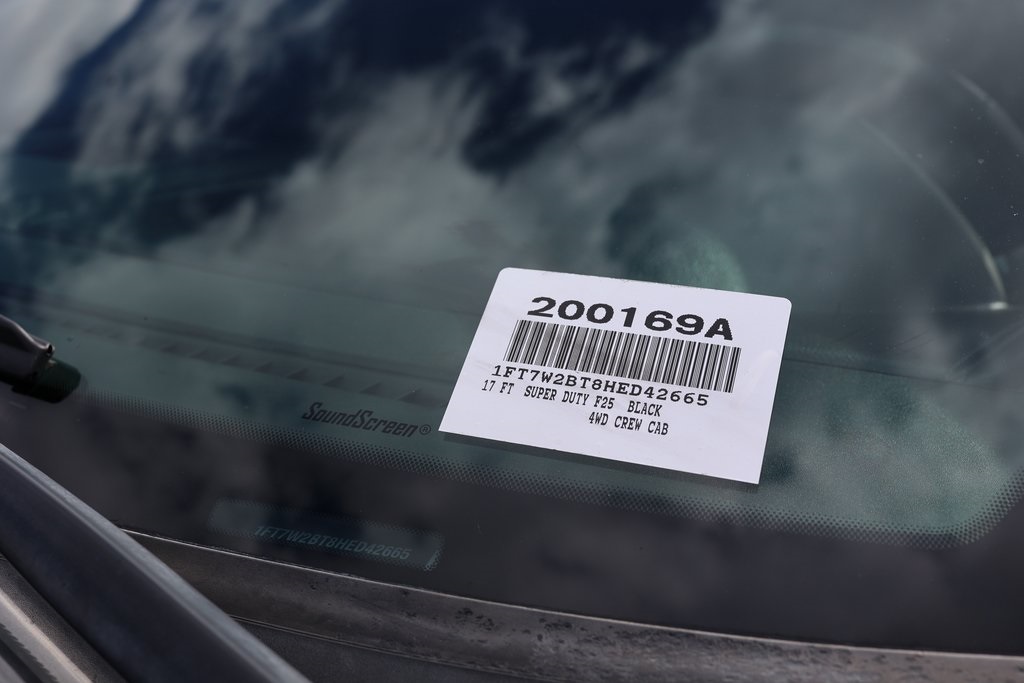 200169A
1FT7W2BT8HED42665
17 FT SUPER DUTY F25 BLACK
4WD CREW CAB
SoundScreen®
1FT7W2BT8HED42665